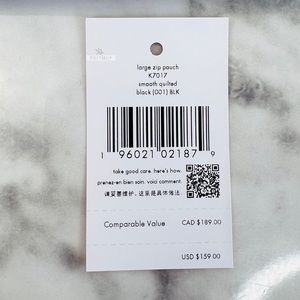 large zip pouch
K7017
smooth quilted
black (001) BLK
1 96021 02187 9
take good care. here's how.
prenez-en bien soin. voici comment.
请妥善维护。这里是具体做法。
Comparable Value CAD $189.00
USD $159.00